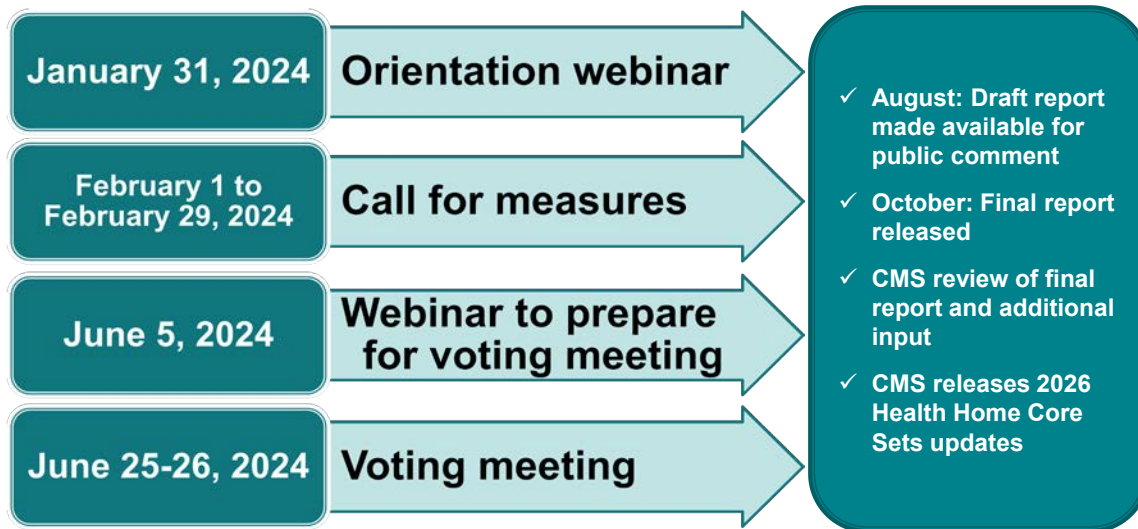 January 31, 2024
Orientation webinar
February 1 to
February 29, 2024
Call for measures
June 5, 2024
Webinar to prepare
for voting meeting
June 25-26, 2024
Voting meeting
✓ August: Draft report
made available for
public comment
✓ October: Final report
released
✓ CMS review of final
report and additional
input
✓ CMS releases 2026
Health Home Core
Sets updates